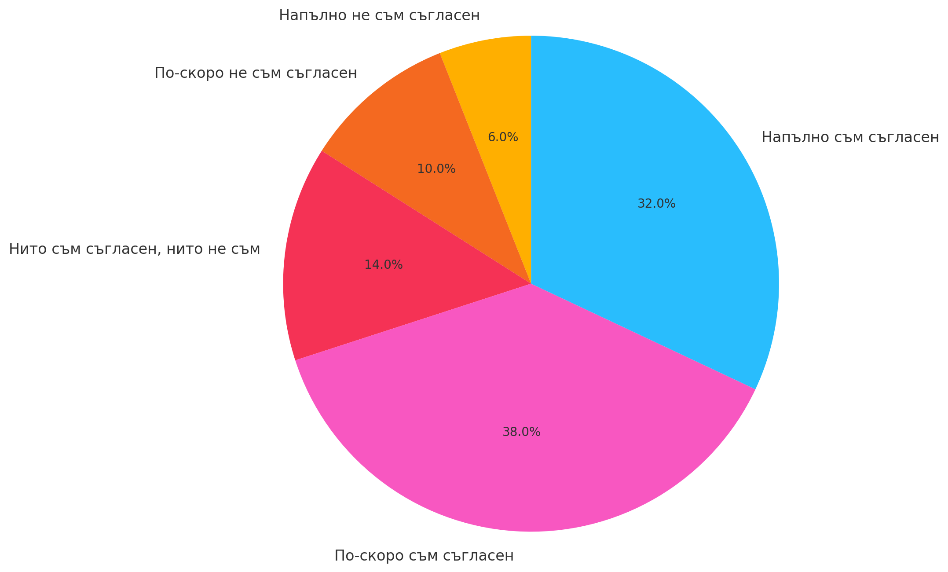 Напълно не съм съгласен
По-скоро не съм съгласен
Напълно съм съгласен
6.0%
10.0%
32.0%
Нито съм съгласен, нито не съм
14.0%
38.0%
По-скоро съм съгласен